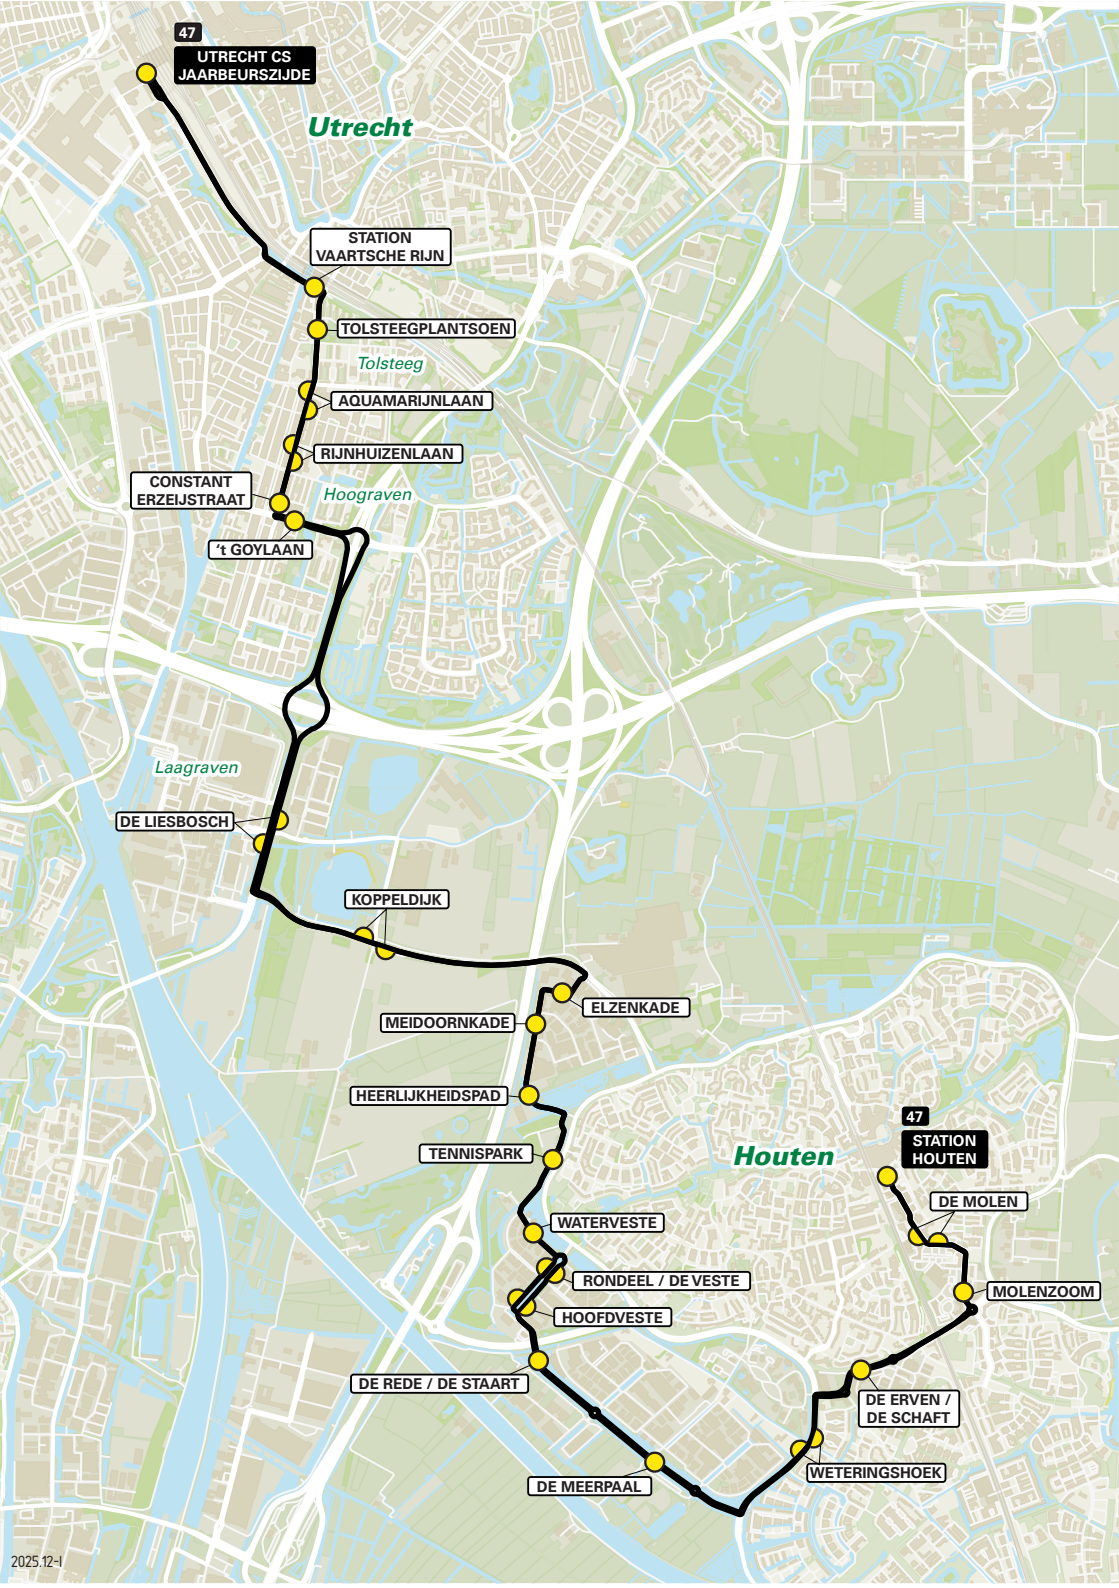 47
UTRECHT CS
JAARBEURSZIJDE
Utrecht
STATION
VAARTSCHE RIJN
TOLSTEEGPLANTSOEN
Tolsteeg
AQUAMARIJNLAAN
RIJNHUIZENLAAN
CONSTANT
ERZEIJSTRAAT
Hoograven
‘t GOYLAAN
Laagraven
DE LIESBOSCH
KOPPELDIJK
ELZENKADE
MEIDOORNKADE
HEERLIJKHEIDSPAD
TENNISPARK
47
STATION
HOUTEN
Houten
DE MOLEN
WATERVESTE
RONDEEL / DE VESTE
MOLENZOOM
HOOFDVESTE
DE REDE / DE STAART
DE ERVEN /
DE SCHAFT
WETERINGSHOEK
DE MEERPAAL
2025.12-I